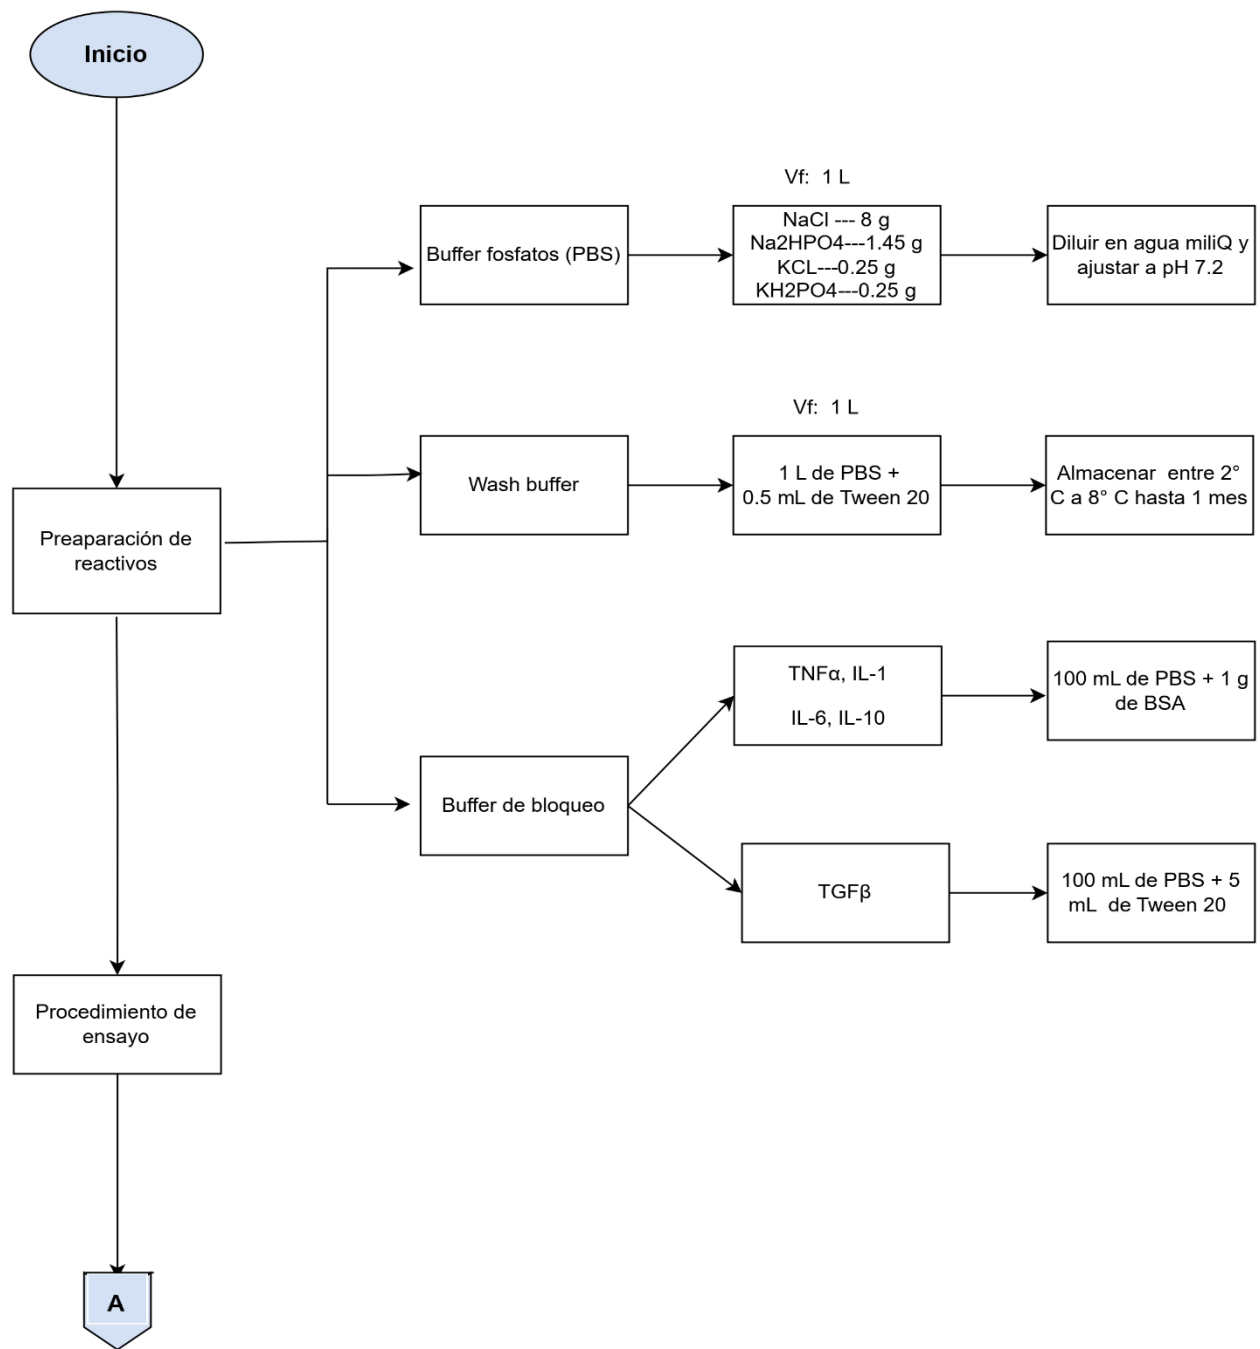 Inicio
Vf:  1 L
Buffer fosfatos (PBS)
NaCl --- 8 g
Na2HPO4---1.45 g
KCL---0.25 g
KH2PO4---0.25 g
Diluir en agua miliQ y
ajustar a pH 7.2
Vf:  1 L
Wash buffer
1 L de PBS +
0.5 mL de Tween 20
Almacenar  entre 2°
C a 8° C hasta 1 mes
Preaparación de
reactivos
TNFα, IL-1
IL-6, IL-10
100 mL de PBS + 1 g
de BSA
Buffer de bloqueo
TGFβ
100 mL de PBS + 5
mL  de Tween 20
Procedimiento de
ensayo
A